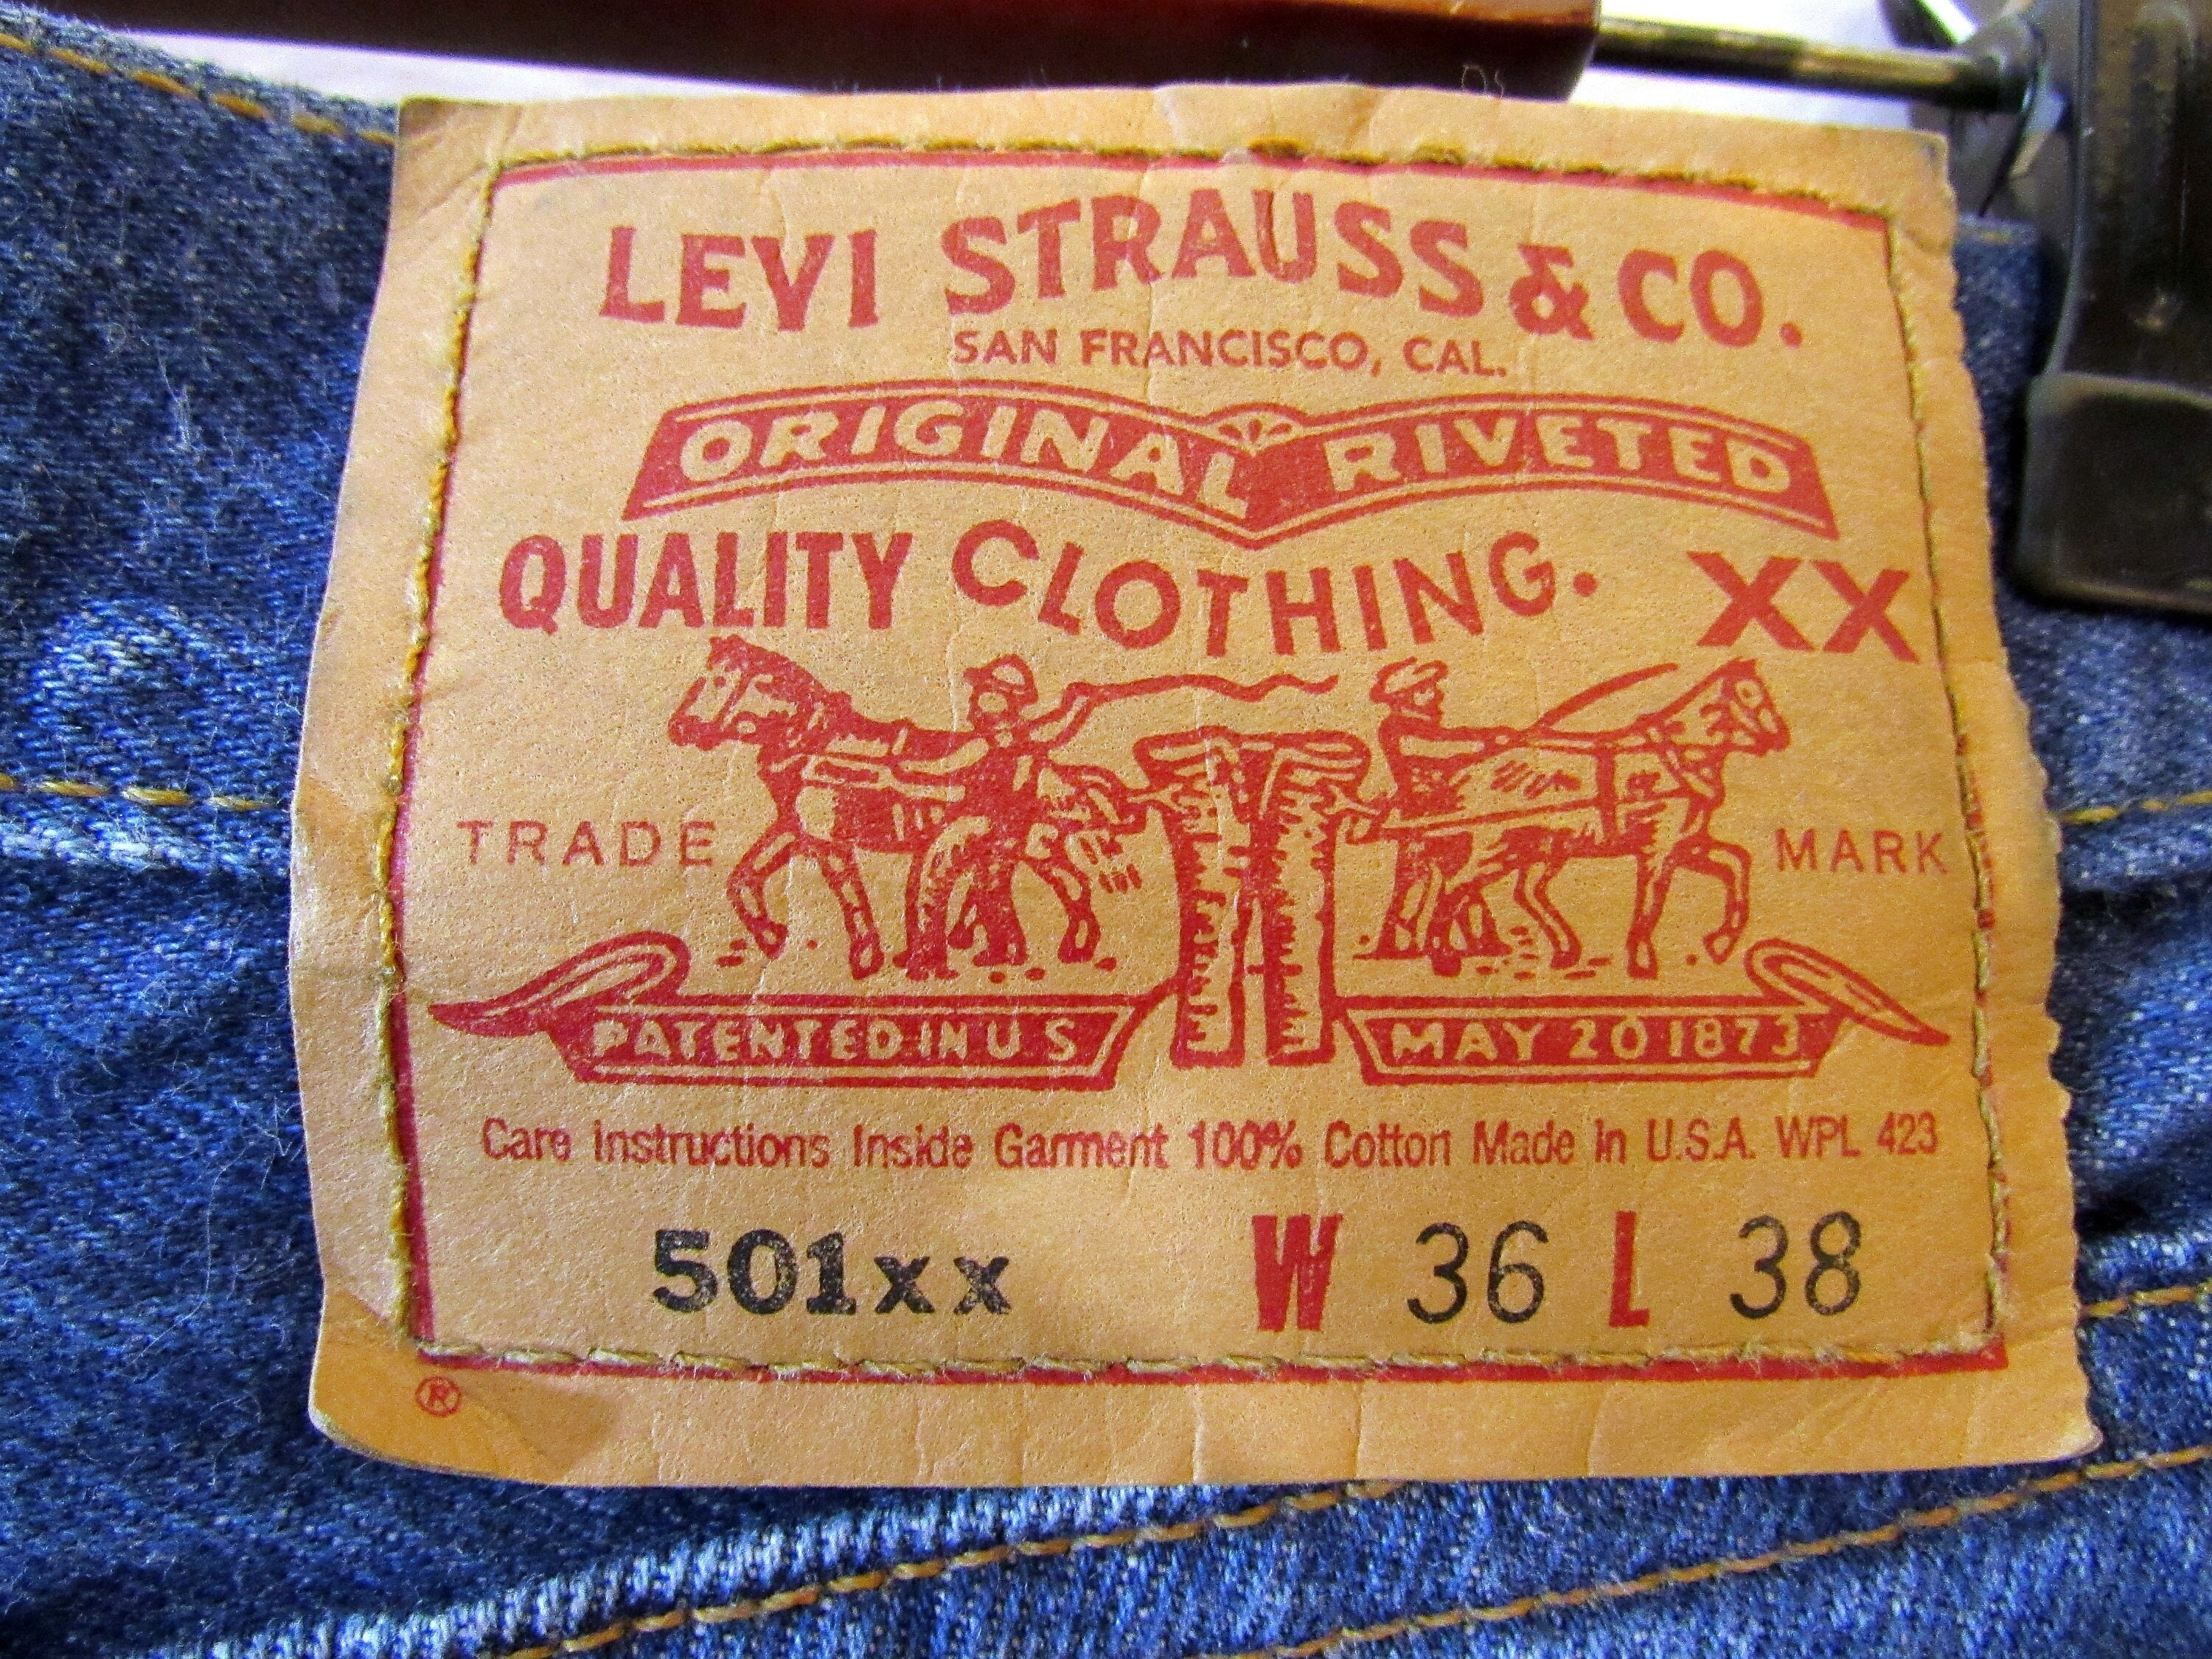 LEVI STRAUSS & CO.
SAN FRANCISCO, CAL.
ORIGINAL RIVETED
QUALITY CLOTHING. XX
TRADE MARK
PATENTED IN U S MAY 20 1873
Care Instructions Inside Garment 100% Cotton Made in U.S.A. WPL 423
501xx W 36 L 38
®